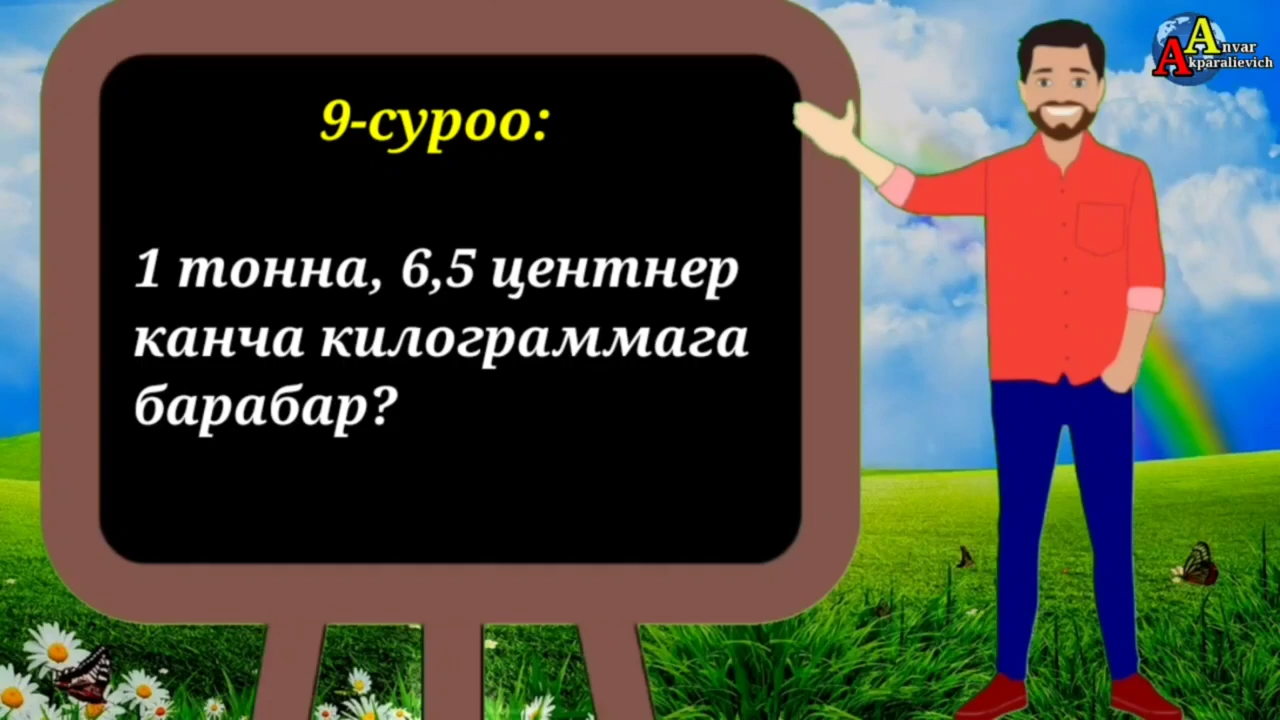 9-суроо:
1 тонна, 6,5 центнер
канча килограммага
барабар?
Anvar
Akparalievich